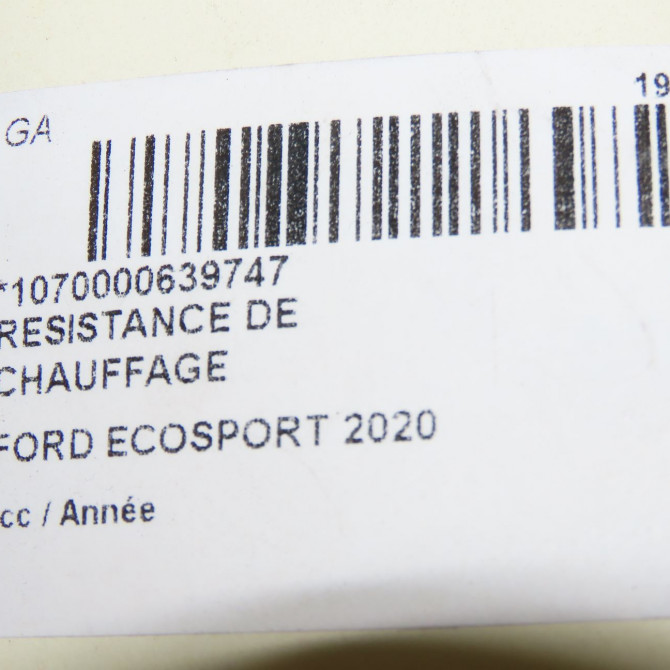 19
GA
*1070000639747
RESISTANCE DE
CHAUFFAGE
FORD ECOSPORT 2020
cc / Année